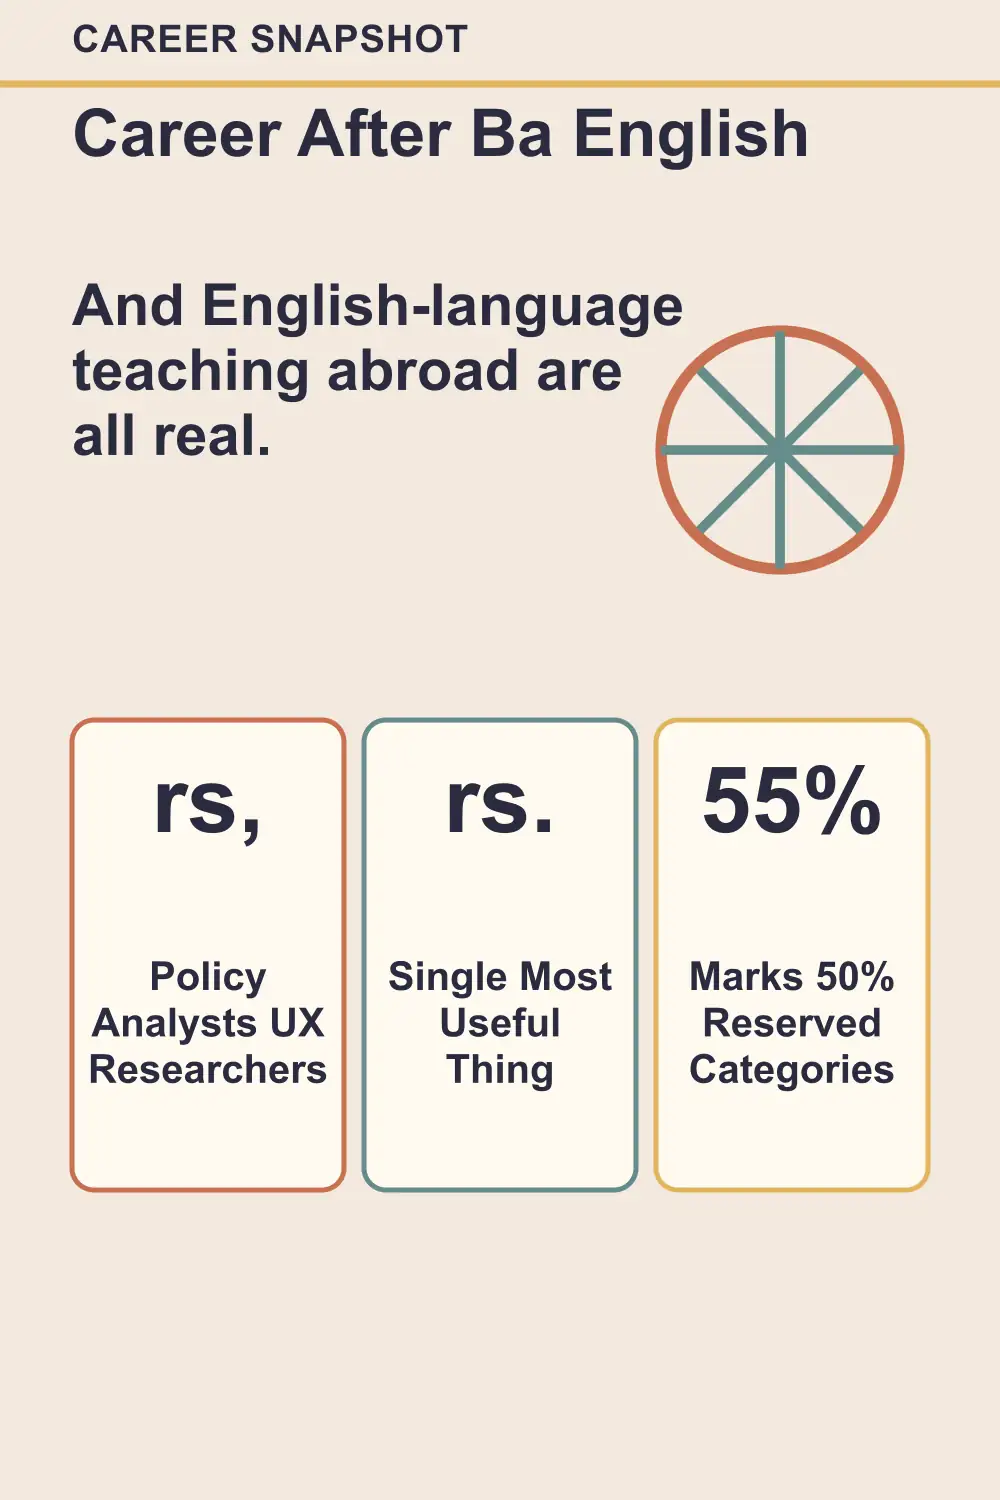 CAREER SNAPSHOT
Career After Ba English
And English-language
teaching abroad are
all real.
rs,
Policy
Analysts UX
Researchers
rs.
Single Most
Useful
Thing
55%
Marks 50%
Reserved
Categories